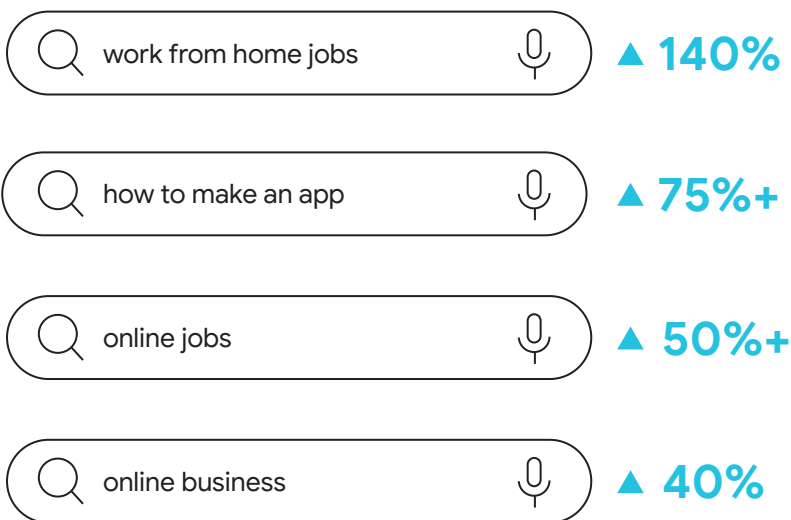 work from home jobs ▲ 140%
how to make an app ▲ 75%+
online jobs ▲ 50%+
online business ▲ 40%